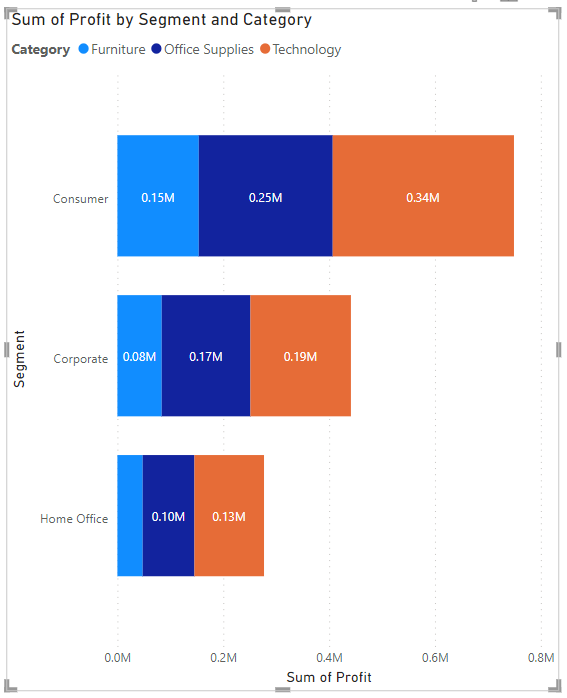 Sum of Profit by Segment and Category
Category Furniture Office Supplies Technology
Consumer 0.15M 0.25M 0.34M
Segment
Corporate 0.08M 0.17M 0.19M
Home Office 0.10M 0.13M
0.0M 0.2M 0.4M 0.6M 0.8M
Sum of Profit